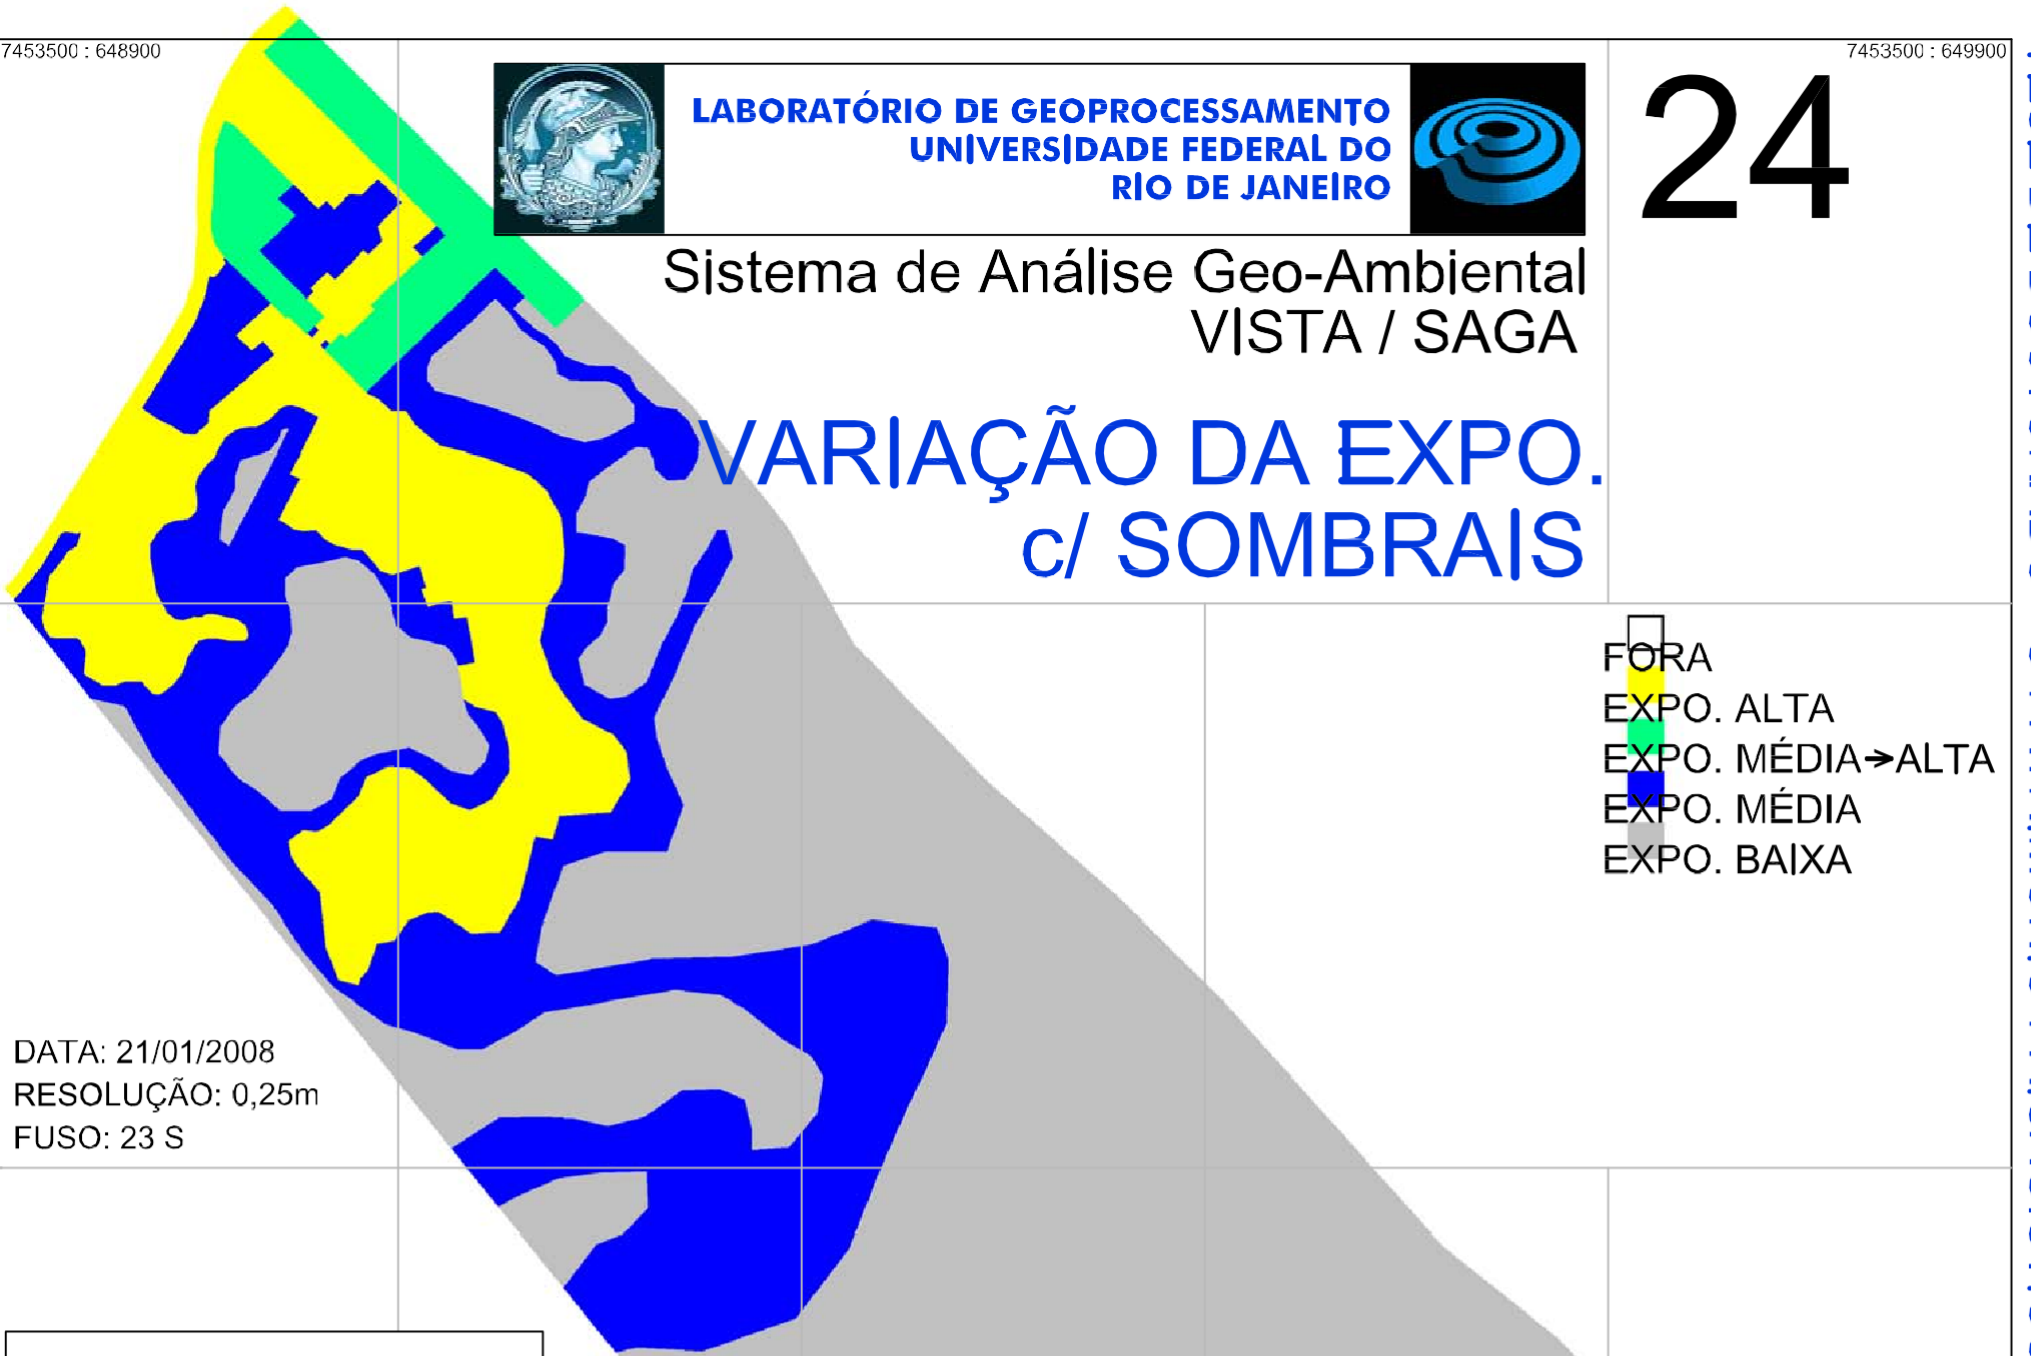 7453500 : 648900
7453500 : 649900
LABORATÓRIO DE GEOPROCESSAMENTO
UNIVERSIDADE FEDERAL DO
RIO DE JANEIRO
24
Sistema de Análise Geo-Ambiental
VISTA / SAGA
VARIAÇÃO DA EXPO.
c/ SOMBRAIS
FORA
EXPO. ALTA
EXPO. MÉDIA→ALTA
EXPO. MÉDIA
EXPO. BAIXA
DATA: 21/01/2008
RESOLUÇÃO: 0,25m
FUSO: 23 S